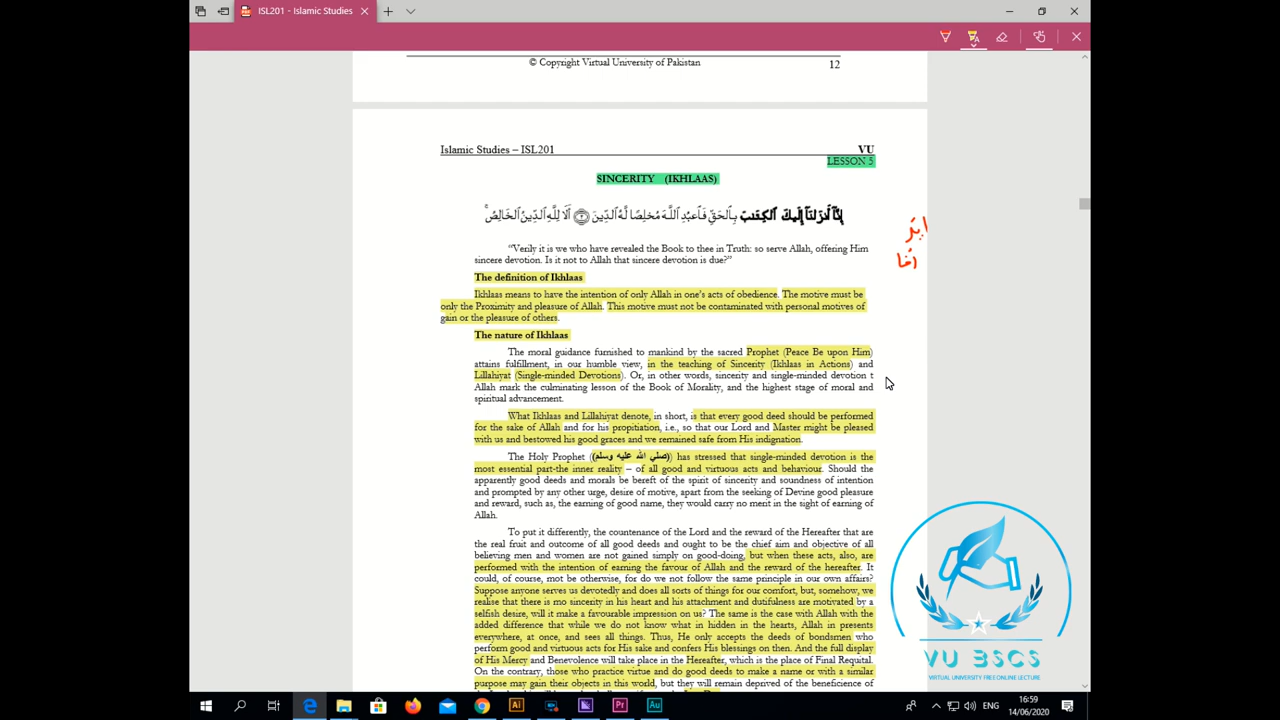 ISL201 - Islamic Studies
© Copyright Virtual University of Pakistan 12
Islamic Studies – ISL201 VU
LESSON 5
SINCERITY (IKHLAAS)
إِنَّآ أَنزَلْنَآ إِلَيْكَ ٱلْكِتَٰبَ بِٱلْحَقِّ فَٱعْبُدِ ٱللَّهَ مُخْلِصًا لَّهُ ٱلدِّينَ ﴿٢﴾ أَلَا لِلَّهِ ٱلدِّينُ ٱلْخَالِصُ ۚ
“Verily it is we who have revealed the Book to thee in Truth: so serve Allah, offering Him
sincere devotion. Is it not to Allah that sincere devotion is due?”
The definition of Ikhlaas
Ikhlaas means to have the intention of only Allah in one's acts of obedience. The motive must be
only the Proximity and pleasure of Allah. This motive must not be contaminated with personal motives of
gain or the pleasure of others.
The nature of Ikhlaas
The moral guidance furnished to mankind by the sacred Prophet (Peace Be upon Him)
attains fulfillment, in our humble view, in the teaching of Sincerity (Ikhlaas in Actions) and
Lillahiyat (Single-minded Devotions). Or, in other words, sincerity and single-minded devotion t
Allah mark the culminating lesson of the Book of Morality, and the highest stage of moral and
spiritual advancement.
What Ikhlaas and Lillahiyat denote, in short, is that every good deed should be performed
for the sake of Allah and for his propitiation, i.e., so that our Lord and Master might be pleased
with us and bestowed his good graces and we remained safe from His indignation.
The Holy Prophet ((صلي الله عليه وسلم)) has stressed that single-minded devotion is the
most essential part-the inner reality – of all good and virtuous acts and behaviour. Should the
apparently good deeds and morals be bereft of the spirit of sincerity and soundness of intention
and prompted by any other urge, desire of motive, apart from the seeking of Devine good pleasure
and reward, such as, the earning of good name, they would carry no ment in the sight of earning of
Allah.
To put it differently, the countenance of the Lord and the reward of the Hereafter that are
the real fruit and outcome of all good deeds and ought to be the chief aim and objective of all
believing men and women are not gained simply on good-doing, but when these acts, also, are
performed with the intention of earning the favour of Allah and the reward of the hereafter. It
could, of course, mo be otherwise, for do we not follow the same principle in our own affairs?
Suppose anyone serves us devotedly and does all sorts of things for our comfort, but, somehow, we
realise that there is mo sincerity in his heart and his attachment and dutifulness are motivated by a
selfish desire, will it make a favourable impression on us? The same is the case with Allah with the
added difference that while we do not know what in hidden in the hearts, Allah in presents
everywhere, at once, and sees all things. Thus, He only accepts the deeds of bondsmen who
perform good and virtuous acts for His sake and confers His blessings on then. And the full display
of His Mercy and Benevolence will take place in the Hereafter, which is the place of Final Requital.
On the contrary, those who practice virtue and do good deeds to make a name or with a similar
purpose may gain their objects in this world, but they will remain deprived of the beneficence of
VU BSCS
VIRTUAL UNIVERSITY FREE ONLINE LECTURE
ENG
16:59
14/06/2020